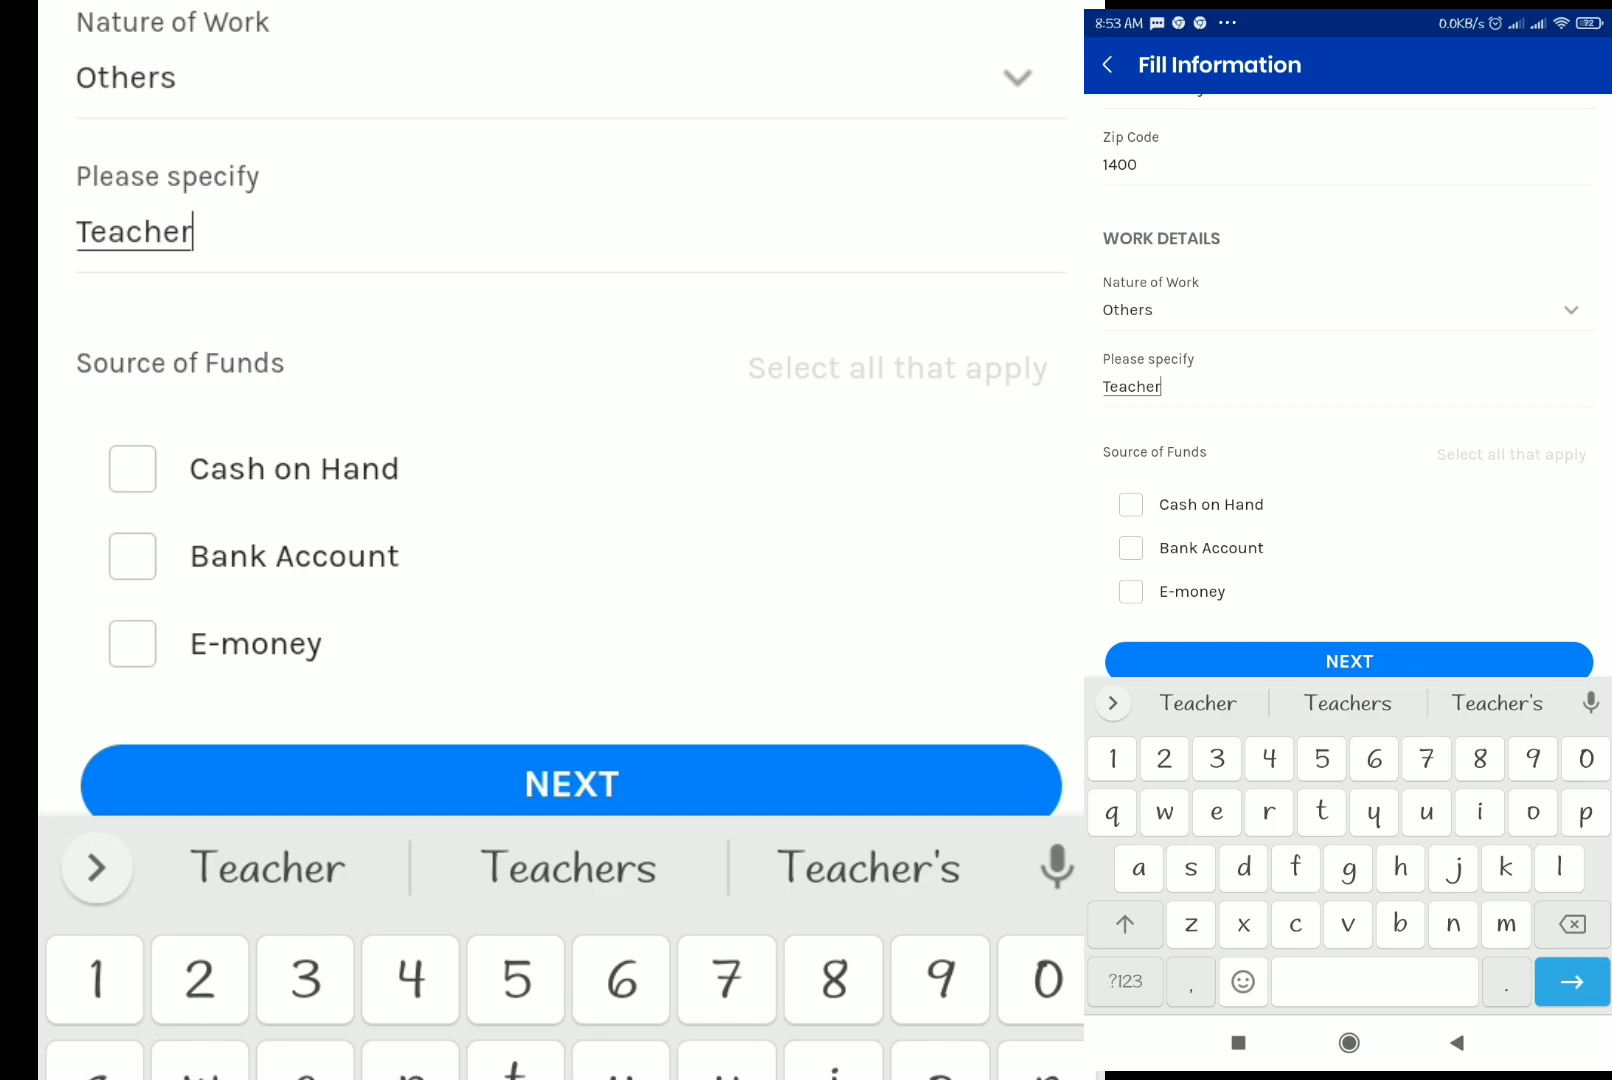 Nature of Work
Others
Please specify
Teacher
Source of Funds
Select all that apply
Cash on Hand
Bank Account
E-money
NEXT
Teacher Teachers Teacher's
1 2 3 4 5 6 7 8 9 0
8:53 AM 0.0KB/s 72
Fill Information
Zip Code
1400
WORK DETAILS
Nature of Work
Others
Please specify
Teacher
Source of Funds
Select all that apply
Cash on Hand
Bank Account
E-money
NEXT
Teacher Teachers Teacher's
1 2 3 4 5 6 7 8 9 0
q w e r t y u i o p
a s d f g h j k l
z x c v b n m
?123 , .